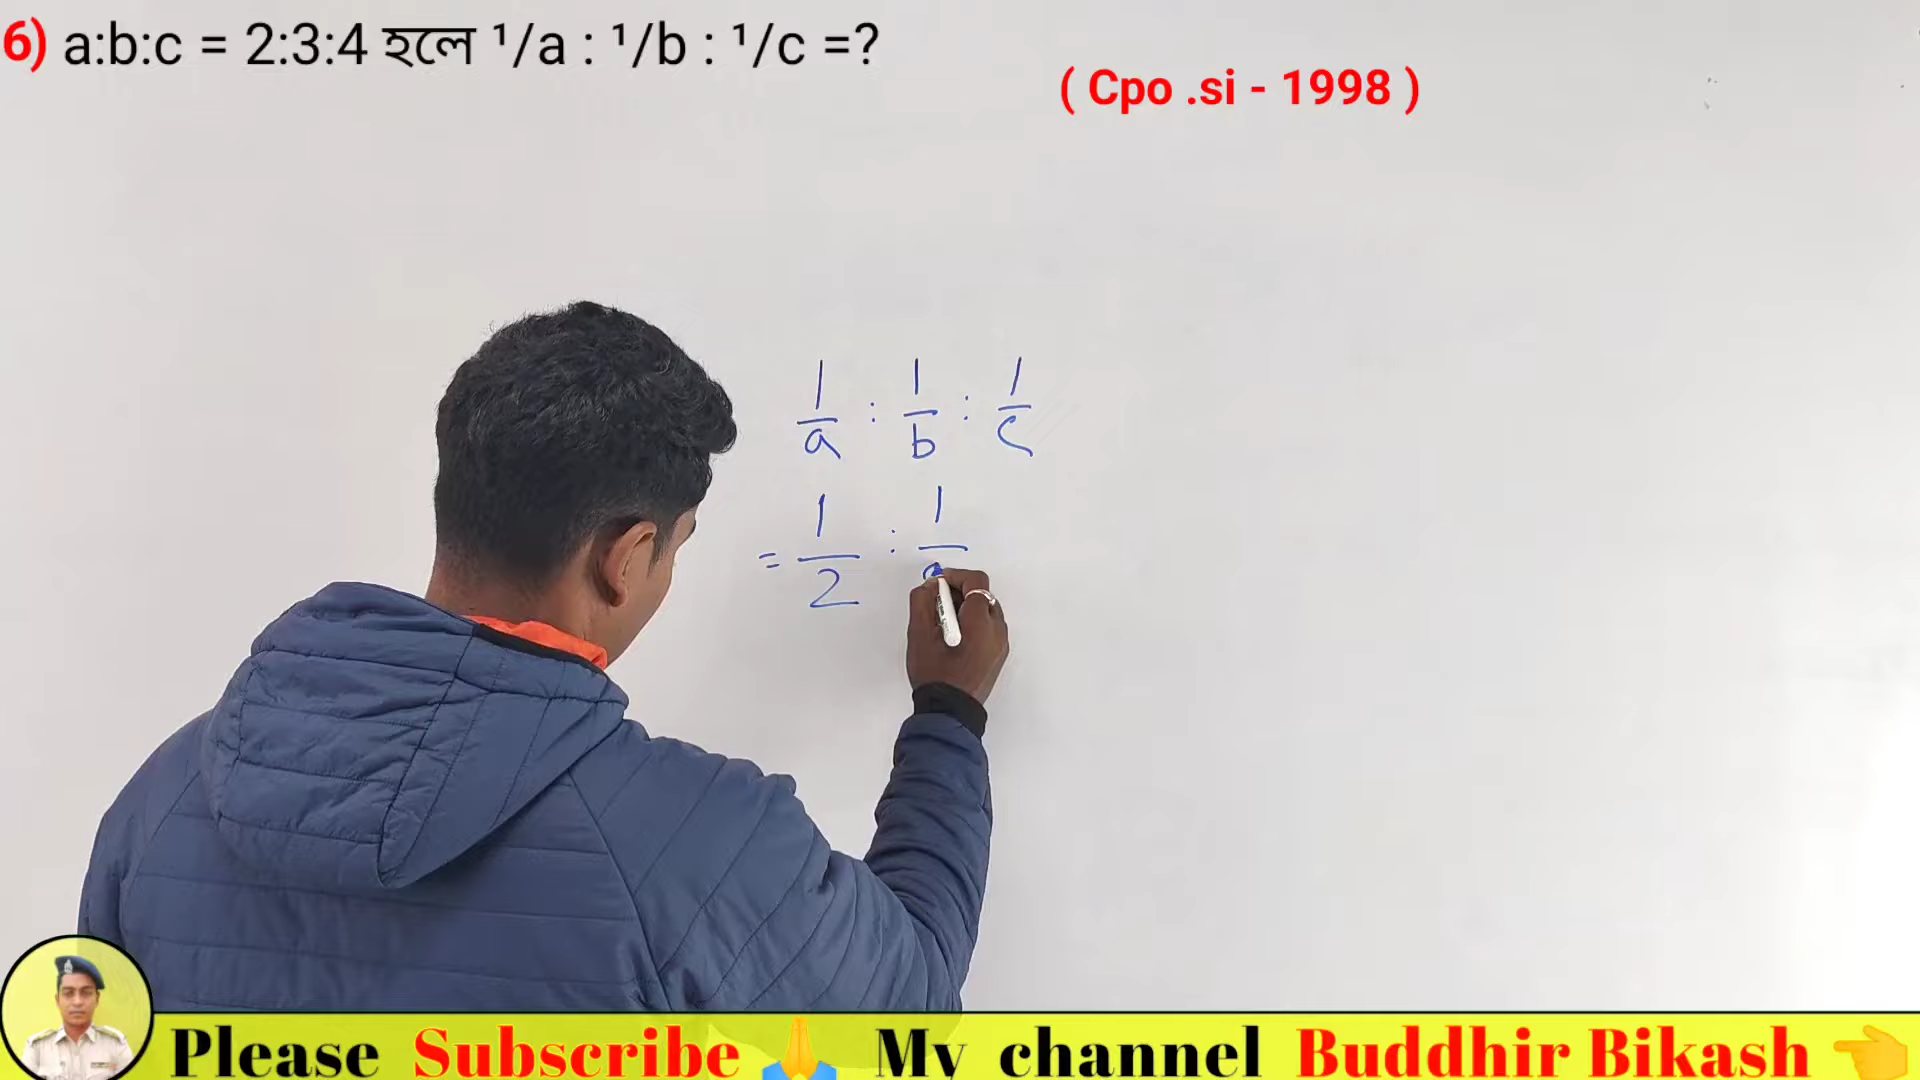 6) a:b:c = 2:3:4 হলে ¹/a : ¹/b : ¹/c =?
( Cpo .si - 1998 )
1/a : 1/b : 1/c
= 1/2 : 1/
Please Subscribe 🙏 My channel Buddhir Bikash 👈